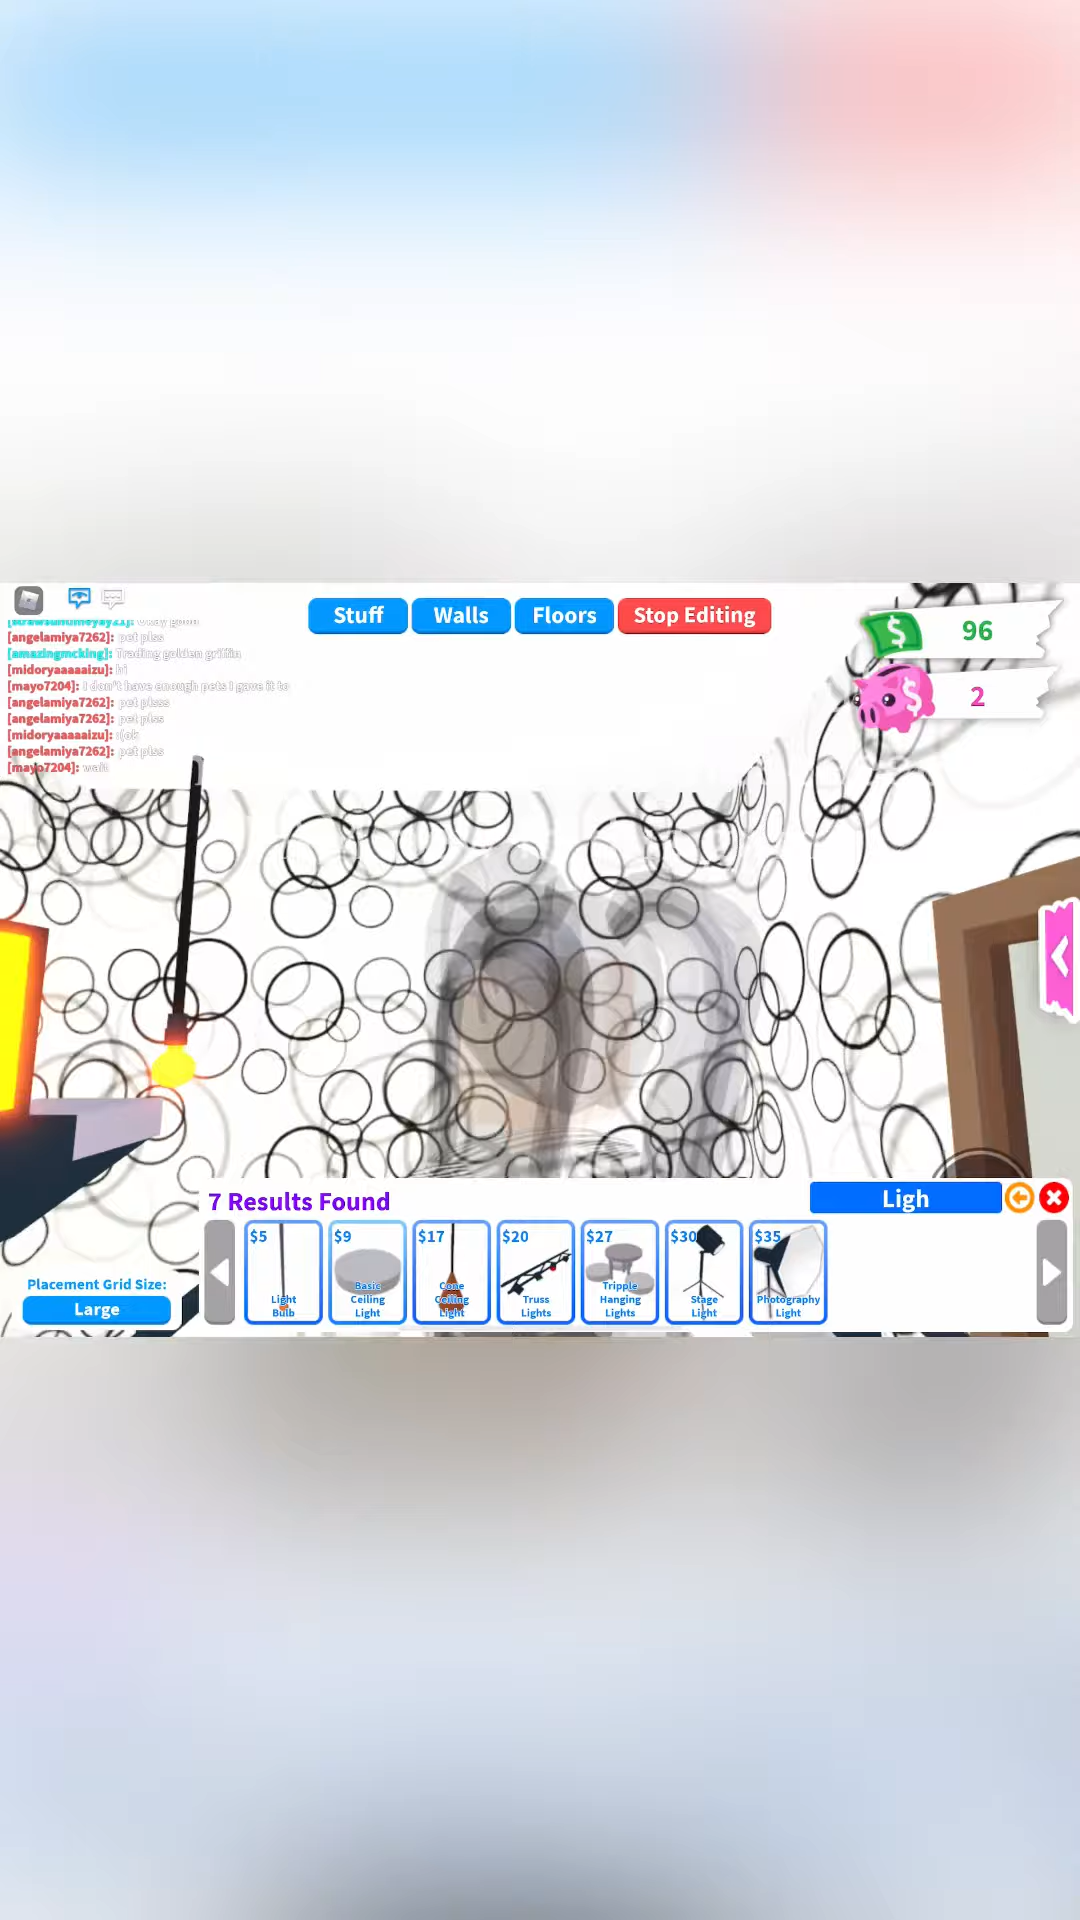 Stuff
Walls
Floors
Stop Editing
96
2
okay good
[angelamiya7262]: pet plss
[amazingmcking]: Trading golden griffin
[midoryaaaaaizu]: hi
[mayo7204]: I don't have enough pets I gave it to
[angelamiya7262]: pet plsss
[angelamiya7262]: pet plss
[midoryaaaaaizu]: :(ok
[angelamiya7262]: pet plss
[mayo7204]: wait
7 Results Found
Ligh
$5
Light
Bulb
$9
Basic
Ceiling
Light
$17
Cone
Ceiling
Light
$20
Truss
Lights
$27
Tripple
Hanging
Lights
$30
Stage
Light
$35
Photography
Light
Placement Grid Size:
Large